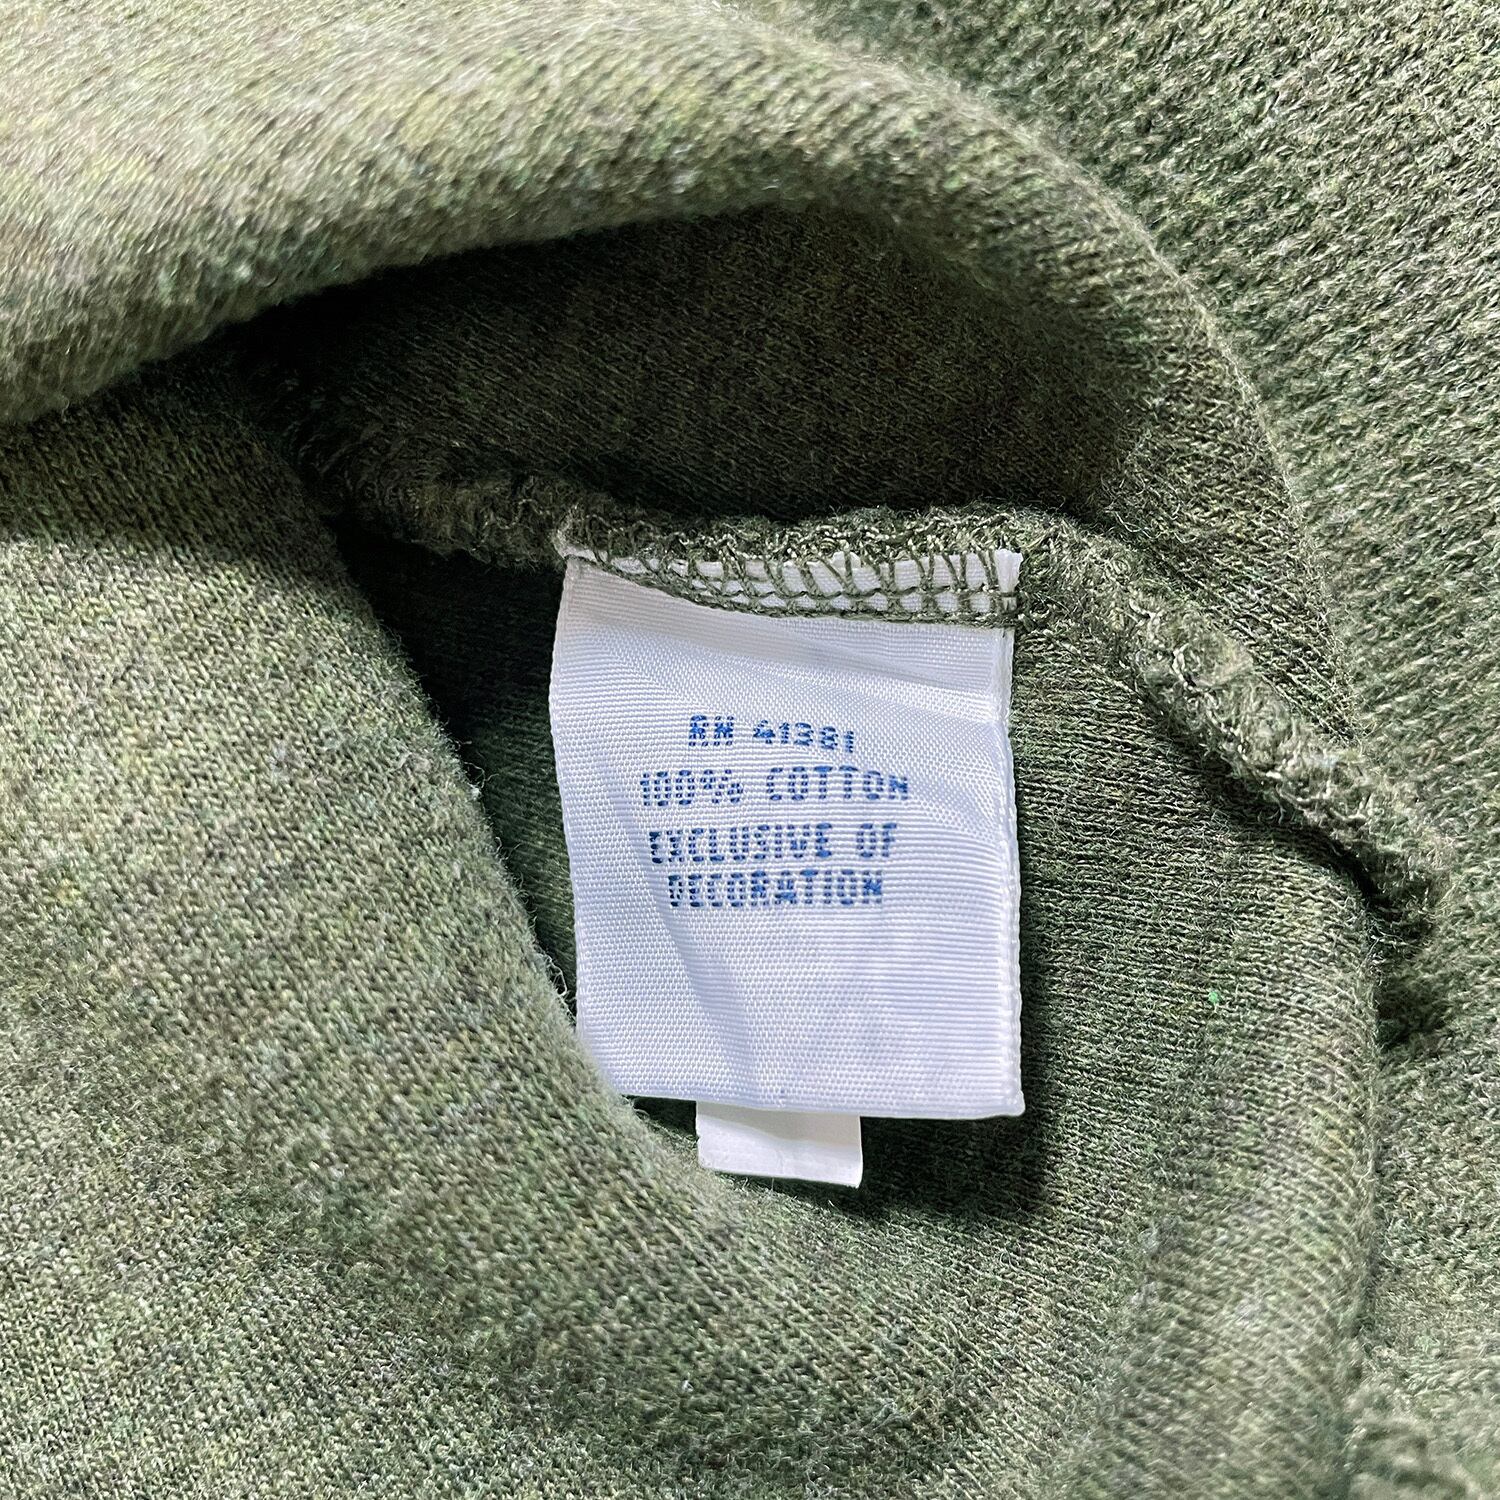 RN 41381
100% COTTON
EXCLUSIVE OF
DECORATION